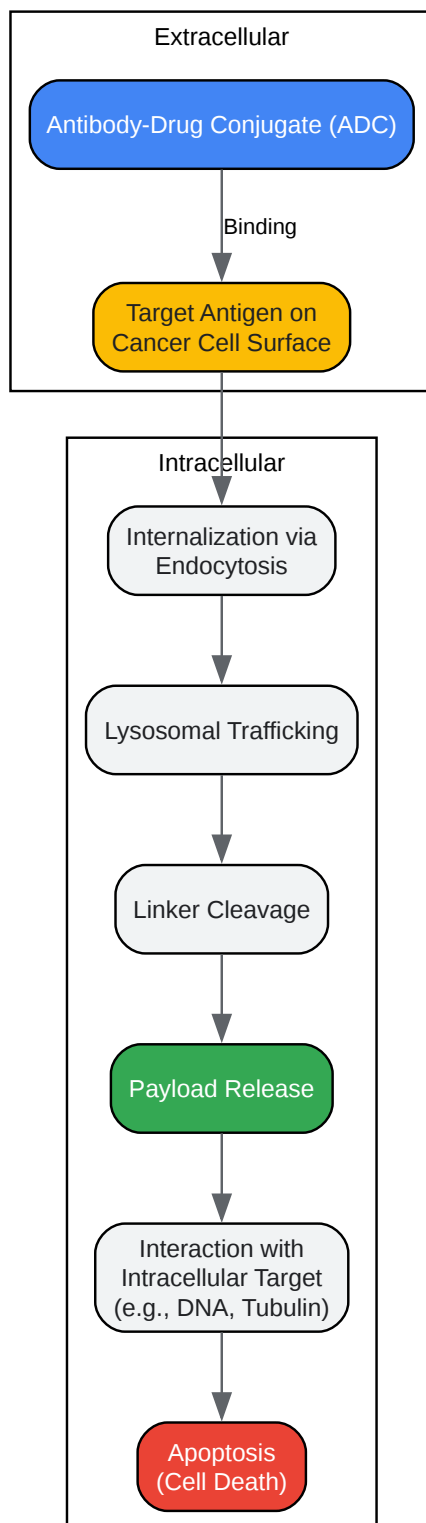 Extracellular
Antibody-Drug Conjugate (ADC)
Binding
Target Antigen on
Cancer Cell Surface
Intracellular
Internalization via
Endocytosis
Lysosomal Trafficking
Linker Cleavage
Payload Release
Interaction with
Intracellular Target
(e.g., DNA, Tubulin)
Apoptosis
(Cell Death)